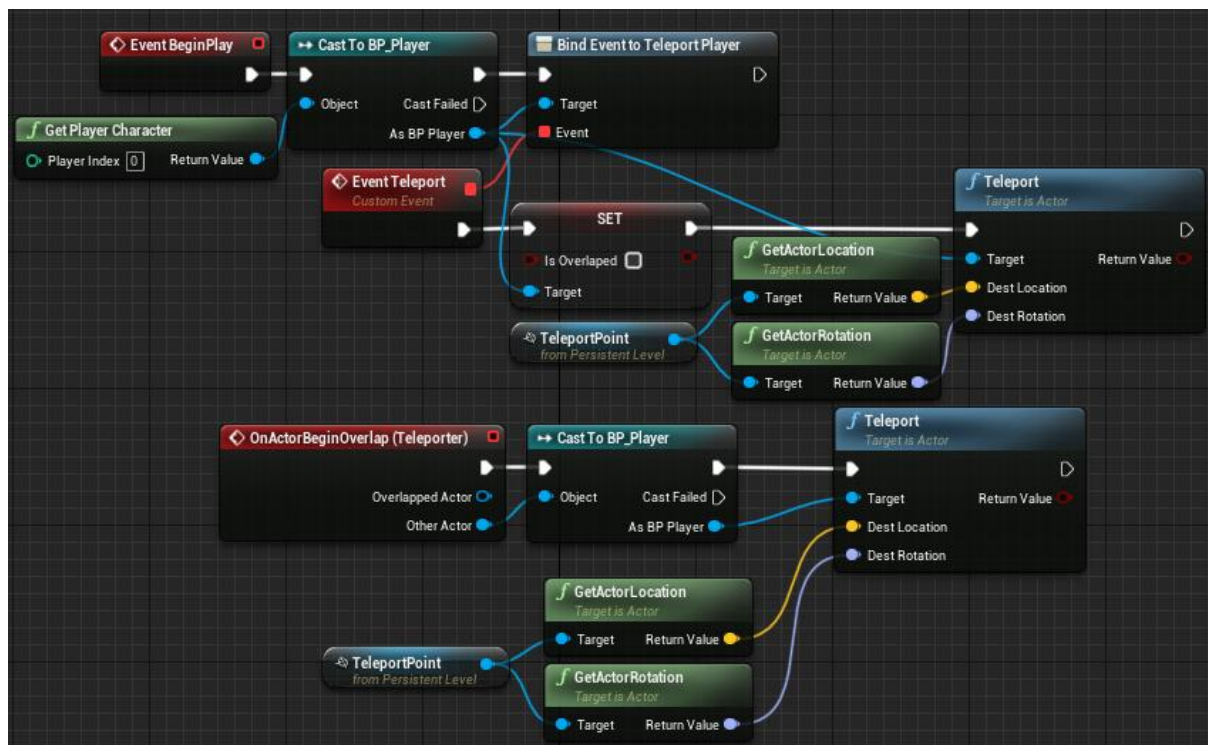 Event BeginPlay
Cast To BP_Player
Object
Cast Failed
As BP Player
Bind Event to Teleport Player
Target
Event
Get Player Character
Player Index 0
Return Value
EventTeleport
Custom Event
SET
Is Overlaped
Target
TeleportPoint
from Persistent Level
GetActorLocation
Target is Actor
Target
Return Value
GetActorRotation
Target is Actor
Target
Return Value
Teleport
Target is Actor
Target
Return Value
Dest Location
Dest Rotation
OnActorBeginOverlap (Teleporter)
Overlapped Actor
Other Actor
Cast To BP_Player
Object
Cast Failed
As BP Player
Teleport
Target is Actor
Target
Return Value
Dest Location
Dest Rotation
TeleportPoint
from Persistent Level
GetActorLocation
Target is Actor
Target
Return Value
GetActorRotation
Target is Actor
Target
Return Value